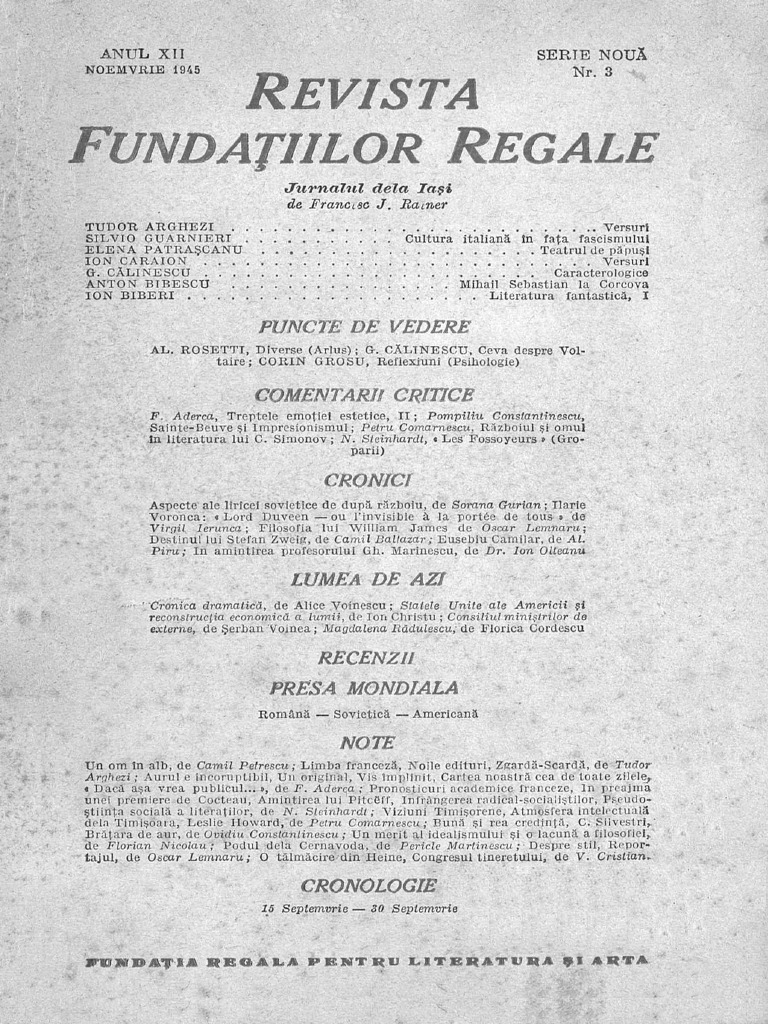 ANUL XII
NOEMVRIE 1945
SERIE NOUĂ
Nr. 3
REVISTA
FUNDAŢIILOR REGALE
Jurnalul dela Iaşi
de Francisc J. Rainer
TUDOR ARGHEZI . . . . . . . . . . . . . . . . . . . . . Versuri
SILVIO GUARNIERI . . . . . . . . . . Cultura italiană în faţa fascismului
ELENA PATRAŞCANU . . . . . . . . . . . . . . . . . . Teatrul de păpuşi
ION CARAION . . . . . . . . . . . . . . . . . . . . . . Versuri
G. CĂLINESCU . . . . . . . . . . . . . . . . . . . . Caracterologice
ANTON BIBESCU . . . . . . . . . . . . . Mihail Sebastian la Corcova
ION BIBERI . . . . . . . . . . . . . . . . . . Literatura fantastică, I
PUNCTE DE VEDERE
AL. ROSETTI, Diverse (Arlus) ; G. CĂLINESCU, Ceva despre Vol-
taire ; CORIN GROSU, Reflexiuni (Psihologie)
COMENTARII CRITICE
F. Aderca, Treptele emoţiei estetice, II ; Pompiliu Constantinescu,
Sainte-Beuve şi Impresionismul ; Petru Comarnescu, Războiul şi omul
în literatura lui C. Simonov ; N. Steinhardt, « Les Fossoyeurs » (Gro-
parii)
CRONICI
Aspecte ale liricei sovietice de după războiu, de Sorana Gurian ; Ilarie
Voronca: « Lord Duveen — ou l'invisible à la portée de tous » de
Virgil Ierunca ; Filosofia lui William James de Oscar Lemnaru ;
Destinul lui Stefan Zweig, de Camil Baltazar ; Eusebiu Camilar, de Al.
Piru ; In amintirea profesorului Gh. Marinescu, de Dr. Ion Olteanu
LUMEA DE AZI
Cronica dramatică, de Alice Voinescu ; Statele Unite ale Americii şi
reconstrucţia economică a lumii, de Ion Christu ; Consiliul miniştrilor de
externe, de Şerban Voinea ; Magdalena Rădulescu, de Florica Cordescu
RECENZII
PRESA MONDIALA
Română — Sovietică — Americană
NOTE
Un om în alb, de Camil Petrescu ; Limba franceză, Noile edituri, Zgardă-Scardă, de Tudor
Arghezi ; Aurul e incoruptibil, Un original, Vis împlinit, Cartea noastră cea de toate zilele,
« Dacă aşa vrea publicul... », de F. Aderca ; Pronosticuri academice franceze, In preajma
unei premiere de Cocteau, Amintirea lui Pitcëff, Infrângerea radical-socialiştilor, Pseudo-
ştiinţa socială a literaţilor, de N. Steinhardt ; Viziuni Timişorene, Atmosfera intelectuală
dela Timişoara, Leslie Howard, de Petru Comarnescu ; Bună şi rea credinţă, C. Silvestri,
Brăţara de aur, de Ovidiu Constantinescu ; Un merit al idealismului şi o lacună a filosofiei,
de Florian Nicolau ; Podul dela Cernavoda, de Pericle Martinescu ; Despre stil, Repor-
tajul, de Oscar Lemnaru ; O tălmăcire din Heine, Congresul tineretului, de V. Cristian.
CRONOLOGIE
15 Septemvrie — 30 Septemvrie
FUNDAŢIA REGALA PENTRU LITERATURA ŞI ARTA